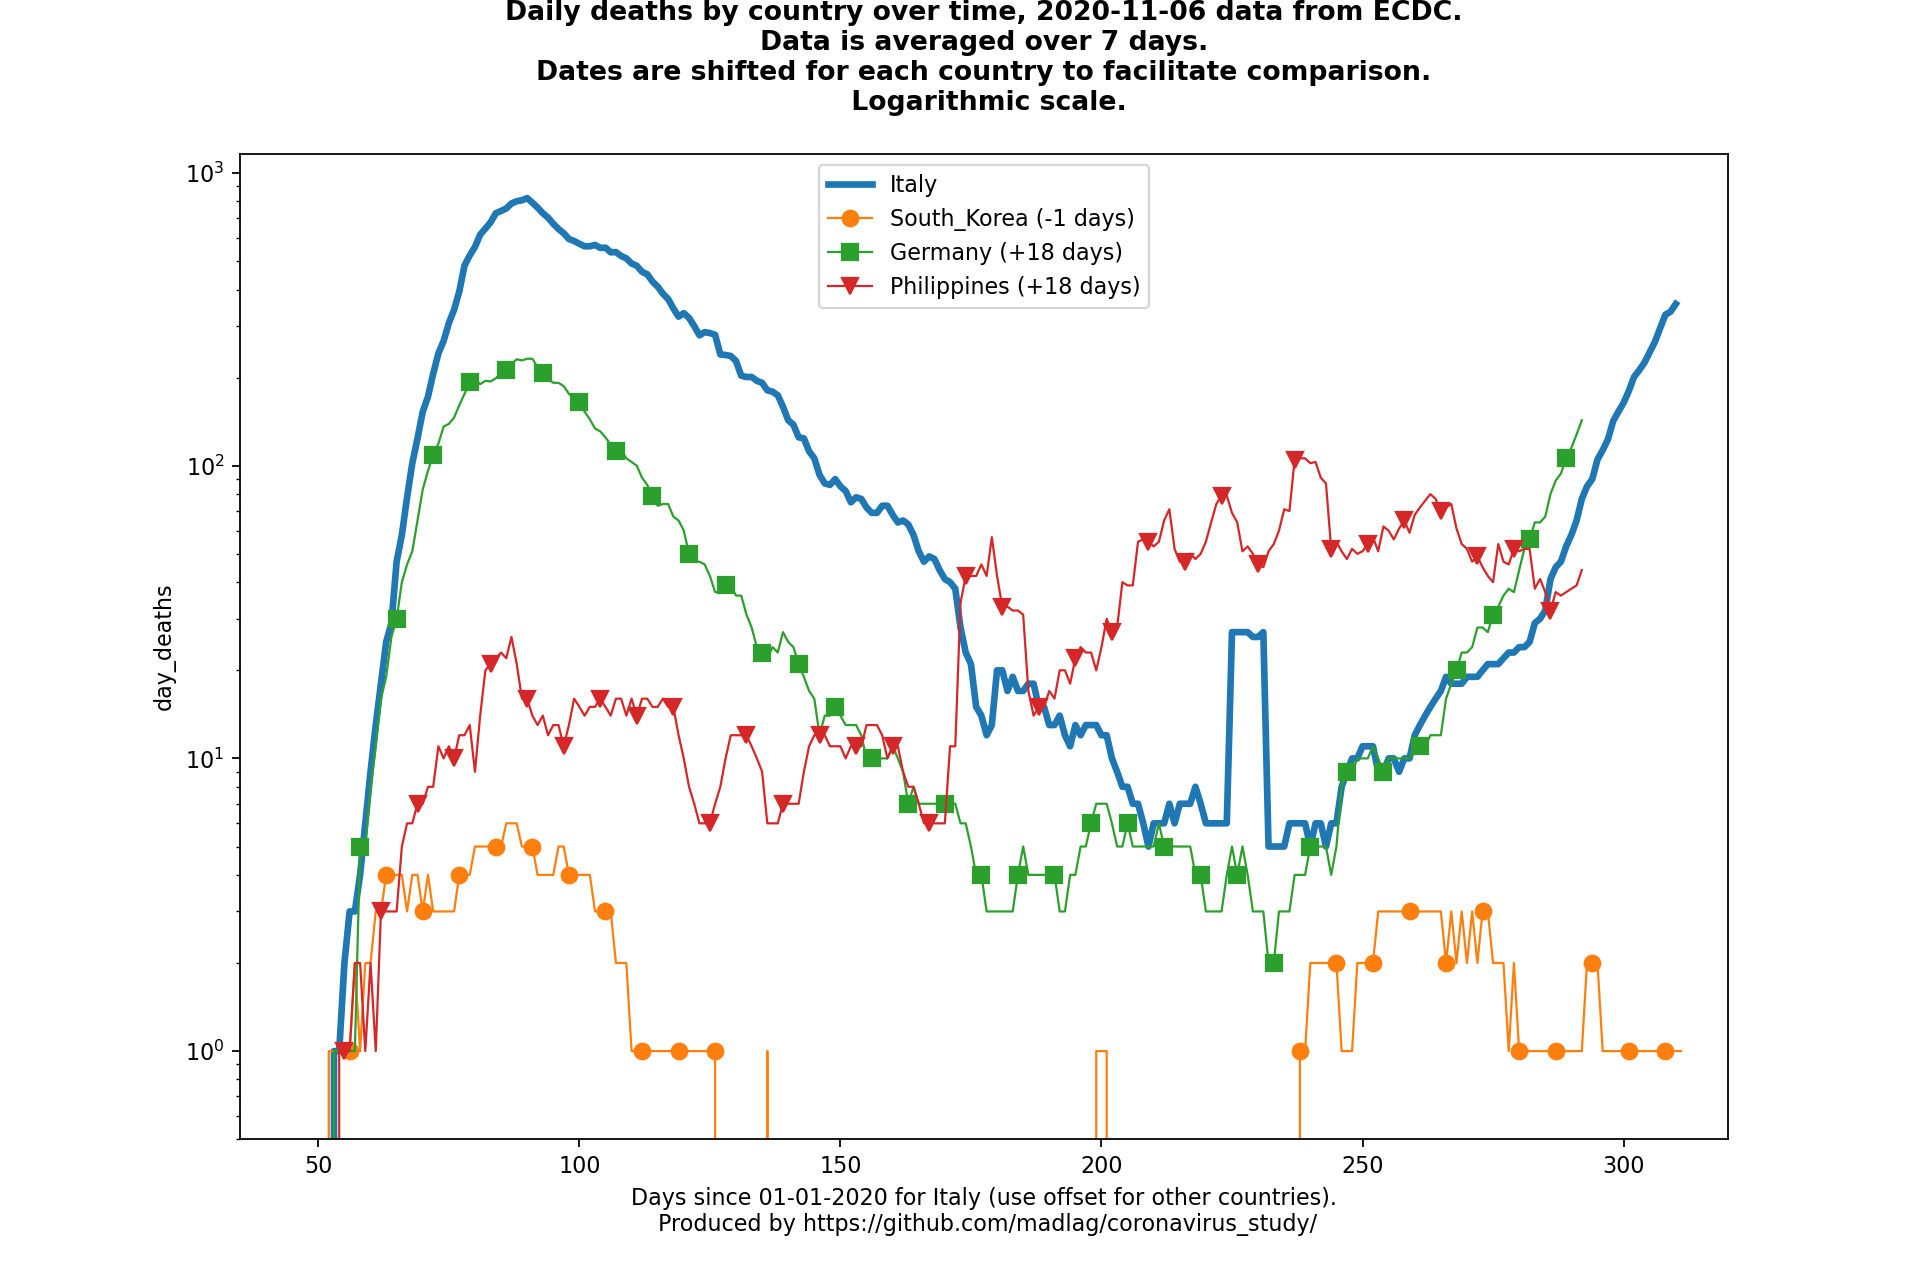 Daily deaths by country over time, 2020-11-06 data from ECDC.
Data is averaged over 7 days.
Dates are shifted for each country to facilitate comparison.
Logarithmic scale.
10³
10²
10¹
10⁰
day_deaths
Italy
South_Korea (-1 days)
Germany (+18 days)
Philippines (+18 days)
50 100 150 200 250 300
Days since 01-01-2020 for Italy (use offset for other countries).
Produced by https://github.com/madlag/coronavirus_study/